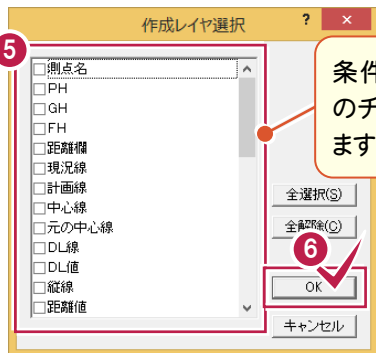 作成レイヤ選択
?
×
5
測点名
PH
GH
FH
距離欄
現況線
計画線
中心線
元の中心線
DL線
DL値
縦線
距離値
条件
のチ
ます
全選択(S)
全解除(C)
6
OK
キャンセル